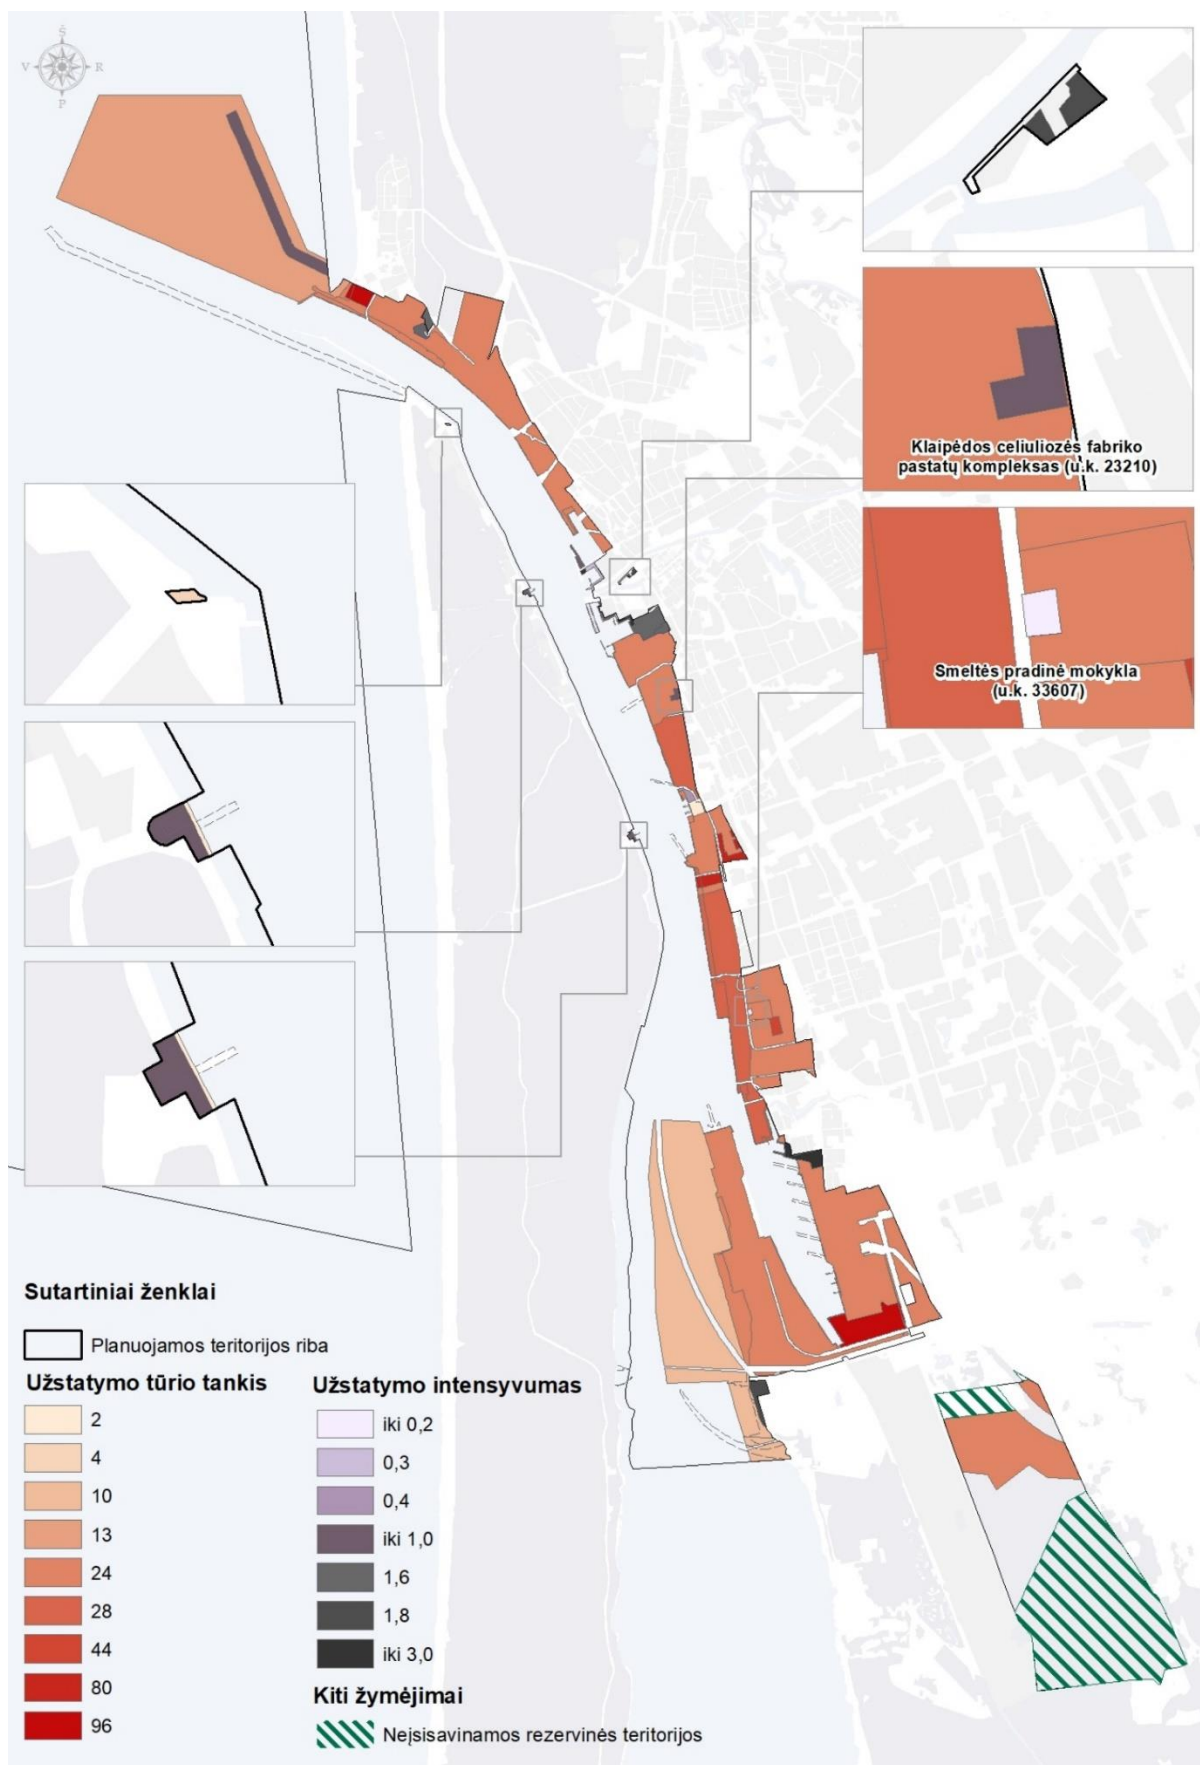 Š
V
R
P
Klaipėdos celiuliozės fabriko
pastatų kompleksas (u.k. 23210)
Smeltės pradinė mokykla
(u.k. 33607)
Sutartiniai ženklai
Planuojamos teritorijos riba
Užstatymo tūrio tankis
2
4
10
13
24
28
44
80
96
Užstatymo intensyvumas
iki 0,2
0,3
0,4
iki 1,0
1,6
1,8
iki 3,0
Kiti žymėjimai
Neįsisavinamos rezervinės teritorijos